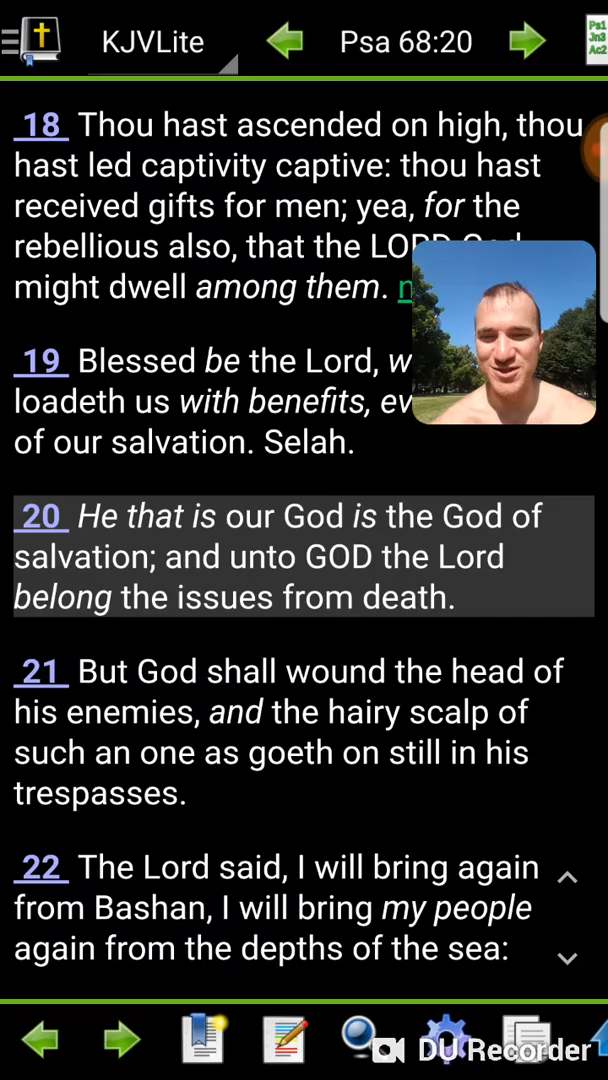 KJVLite
Psa 68:20
Ps1
Jn3
Ac2
18 Thou hast ascended on high, thou
hast led captivity captive: thou hast
received gifts for men; yea, for the
rebellious also, that the LORD God
might dwell among them.
19 Blessed be the Lord,
loadeth us with benefits,
of our salvation. Selah.
20 He that is our God is the God of
salvation; and unto GOD the Lord
belong the issues from death.
21 But God shall wound the head of
his enemies, and the hairy scalp of
such an one as goeth on still in his
trespasses.
22 The Lord said, I will bring again
from Bashan, I will bring my people
again from the depths of the sea:
DU Recorder